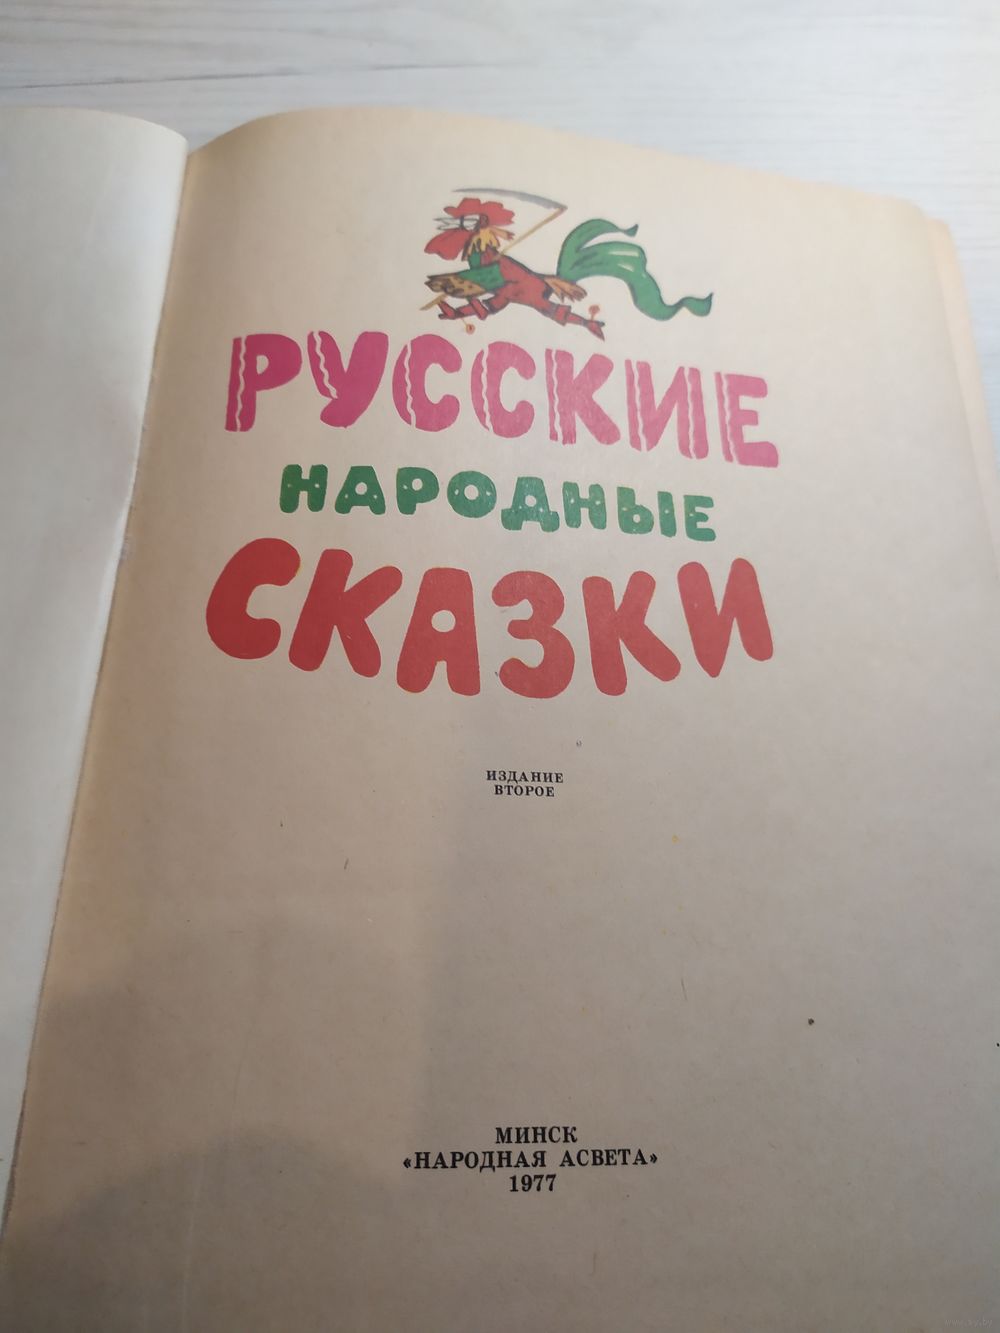 РУССКИЕ
НАРОДНЫЕ
СКАЗКИ
ИЗДАНИЕ
ВТОРОЕ
МИНСК
«НАРОДНАЯ АСВЕТА»
1977